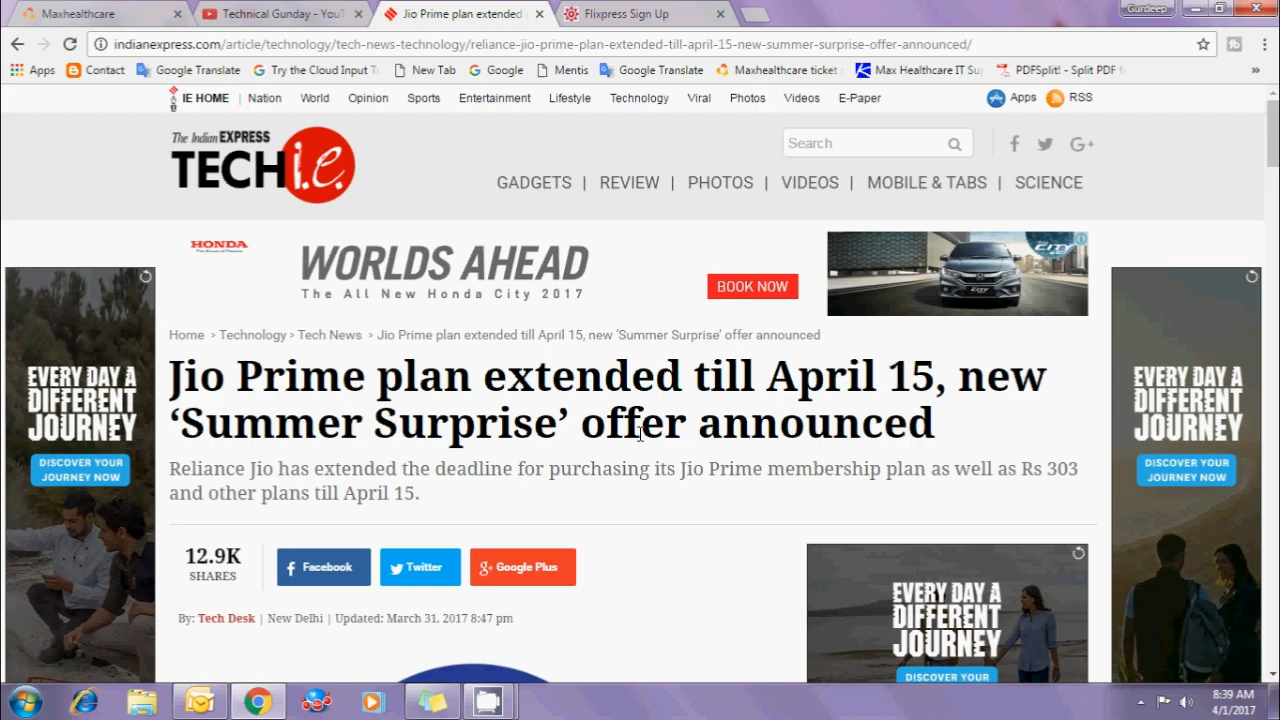 Maxhealthcare
Technical Gunday - YouT
Jio Prime plan extended
Flixpress Sign Up
Gurdeep
indianexpress.com/article/technology/tech-news-technology/reliance-jio-prime-plan-extended-till-april-15-new-summer-surprise-offer-announced/
Apps Contact Google Translate Try the Cloud Input T New Tab Google Mentis Google Translate Maxhealthcare ticket Max Healthcare IT Su PDFSplit! - Split PDF f »
IE HOME | Nation World Opinion Sports Entertainment Lifestyle Technology Viral Photos Videos E-Paper Apps RSS
The Indian EXPRESS
TECH i.e.
Search
G+
GADGETS | REVIEW | PHOTOS | VIDEOS | MOBILE & TABS | SCIENCE
HONDA
WORLDS AHEAD
The All New Honda City 2017
BOOK NOW
CITY
Home > Technology > Tech News > Jio Prime plan extended till April 15, new ‘Summer Surprise’ offer announced
Jio Prime plan extended till April 15, new
‘Summer Surprise’ offer announced
Reliance Jio has extended the deadline for purchasing its Jio Prime membership plan as well as Rs 303
and other plans till April 15.
EVERY DAY A
DIFFERENT
JOURNEY
DISCOVER YOUR
JOURNEY NOW
EVERY DAY A
DIFFERENT
JOURNEY
DISCOVER YOUR
JOURNEY NOW
12.9K
SHARES
Facebook
Twitter
Google Plus
By: Tech Desk | New Delhi | Updated: March 31, 2017 8:47 pm
EVERY DAY A
DIFFERENT
JOURNEY
DISCOVER YOUR
8:39 AM
4/1/2017